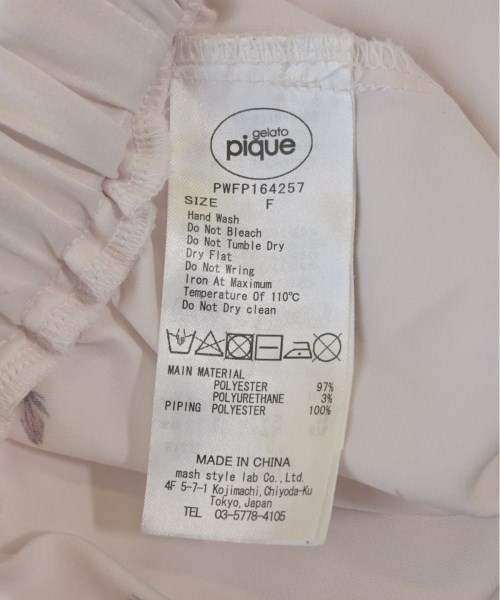 gelato
pique
PWFP164257
SIZE F
Hand Wash
Do Not Bleach
Do Not Tumble Dry
Dry Flat
Do Not Wring
Iron At Maximum
Temperature Of 110℃
Do Not Dry clean
MAIN MATERIAL
POLYESTER 97%
POLYURETHANE 3%
PIPING POLYESTER 100%
MADE IN CHINA
mash style lab Co., Ltd.
4F 5-7-1 Kojimachi, Chiyoda-Ku
Tokyo, Japan
TEL 03-5778-4105